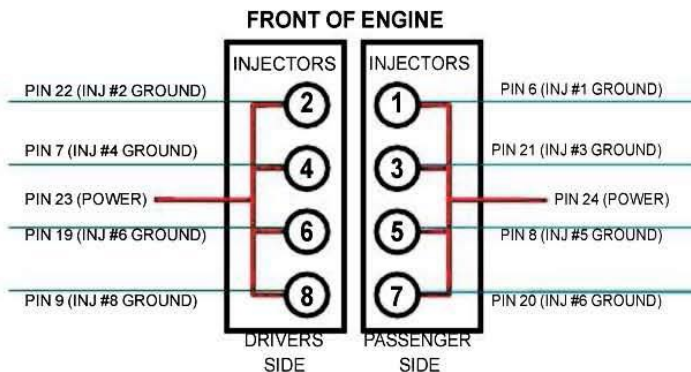 FRONT OF ENGINE
INJECTORS INJECTORS
PIN 22 (INJ #2 GROUND) 2 1 PIN 6 (INJ #1 GROUND)
PIN 7 (INJ #4 GROUND) 4 3 PIN 21 (INJ #3 GROUND)
PIN 23 (POWER) PIN 24 (POWER)
PIN 19 (INJ #6 GROUND) 6 5 PIN 8 (INJ #5 GROUND)
PIN 9 (INJ #8 GROUND) 8 7 PIN 20 (INJ #6 GROUND)
DRIVERS PASSENGER
SIDE SIDE